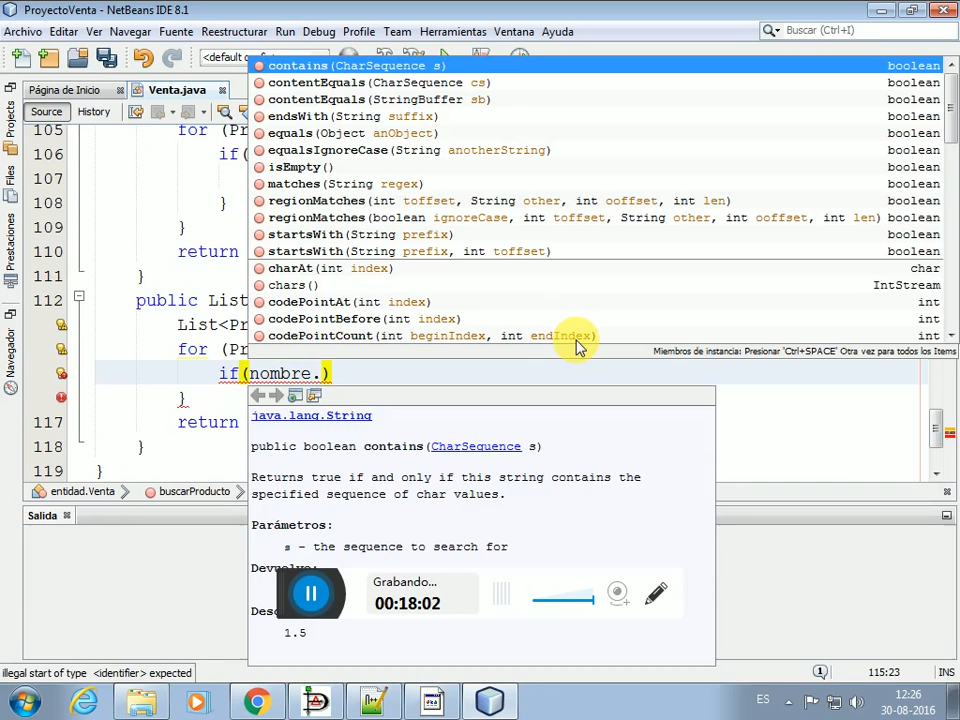 ProyectoVenta - NetBeans IDE 8.1
Archivo Editar Ver Navegar Fuente Reestructurar Run Debug Profile Team Herramientas Ventana Ayuda
Buscar (Ctrl+I)
<default
Página de Inicio Venta.java
Source History
contains(CharSequence s) boolean
contentEquals(CharSequence cs) boolean
contentEquals(StringBuffer sb) boolean
endsWith(String suffix) boolean
equals(Object anObject) boolean
equalsIgnoreCase(String anotherString) boolean
isEmpty() boolean
matches(String regex) boolean
regionMatches(int toffset, String other, int ooffset, int len) boolean
regionMatches(boolean ignoreCase, int toffset, String other, int ooffset, int len) boolean
startsWith(String prefix) boolean
startsWith(String prefix, int toffset) boolean
charAt(int index) char
chars() IntStream
codePointAt(int index) int
codePointBefore(int index) int
codePointCount(int beginIndex, int endIndex) int
Miembros de instancia: Presionar 'Ctrl+SPACE' Otra vez para todos los Items
Projects
Files
Prestaciones
Navegador
105 for (Pr
106 if(
107
108 }
109 }
110 return
111 }
112 public List
List<Pr
for (Pr
if(nombre.)
}
117 return
118 }
119 }
java.lang.String
public boolean contains(CharSequence s)
Returns true if and only if this string contains the
specified sequence of char values.
Parámetros:
s - the sequence to search for
Devuelve:
1.5
entidad.Venta buscarProducto
Salida
Grabando...
00:18:02
illegal start of type <identifier> expected
1
115:23 INS
ES
12:26
30-08-2016